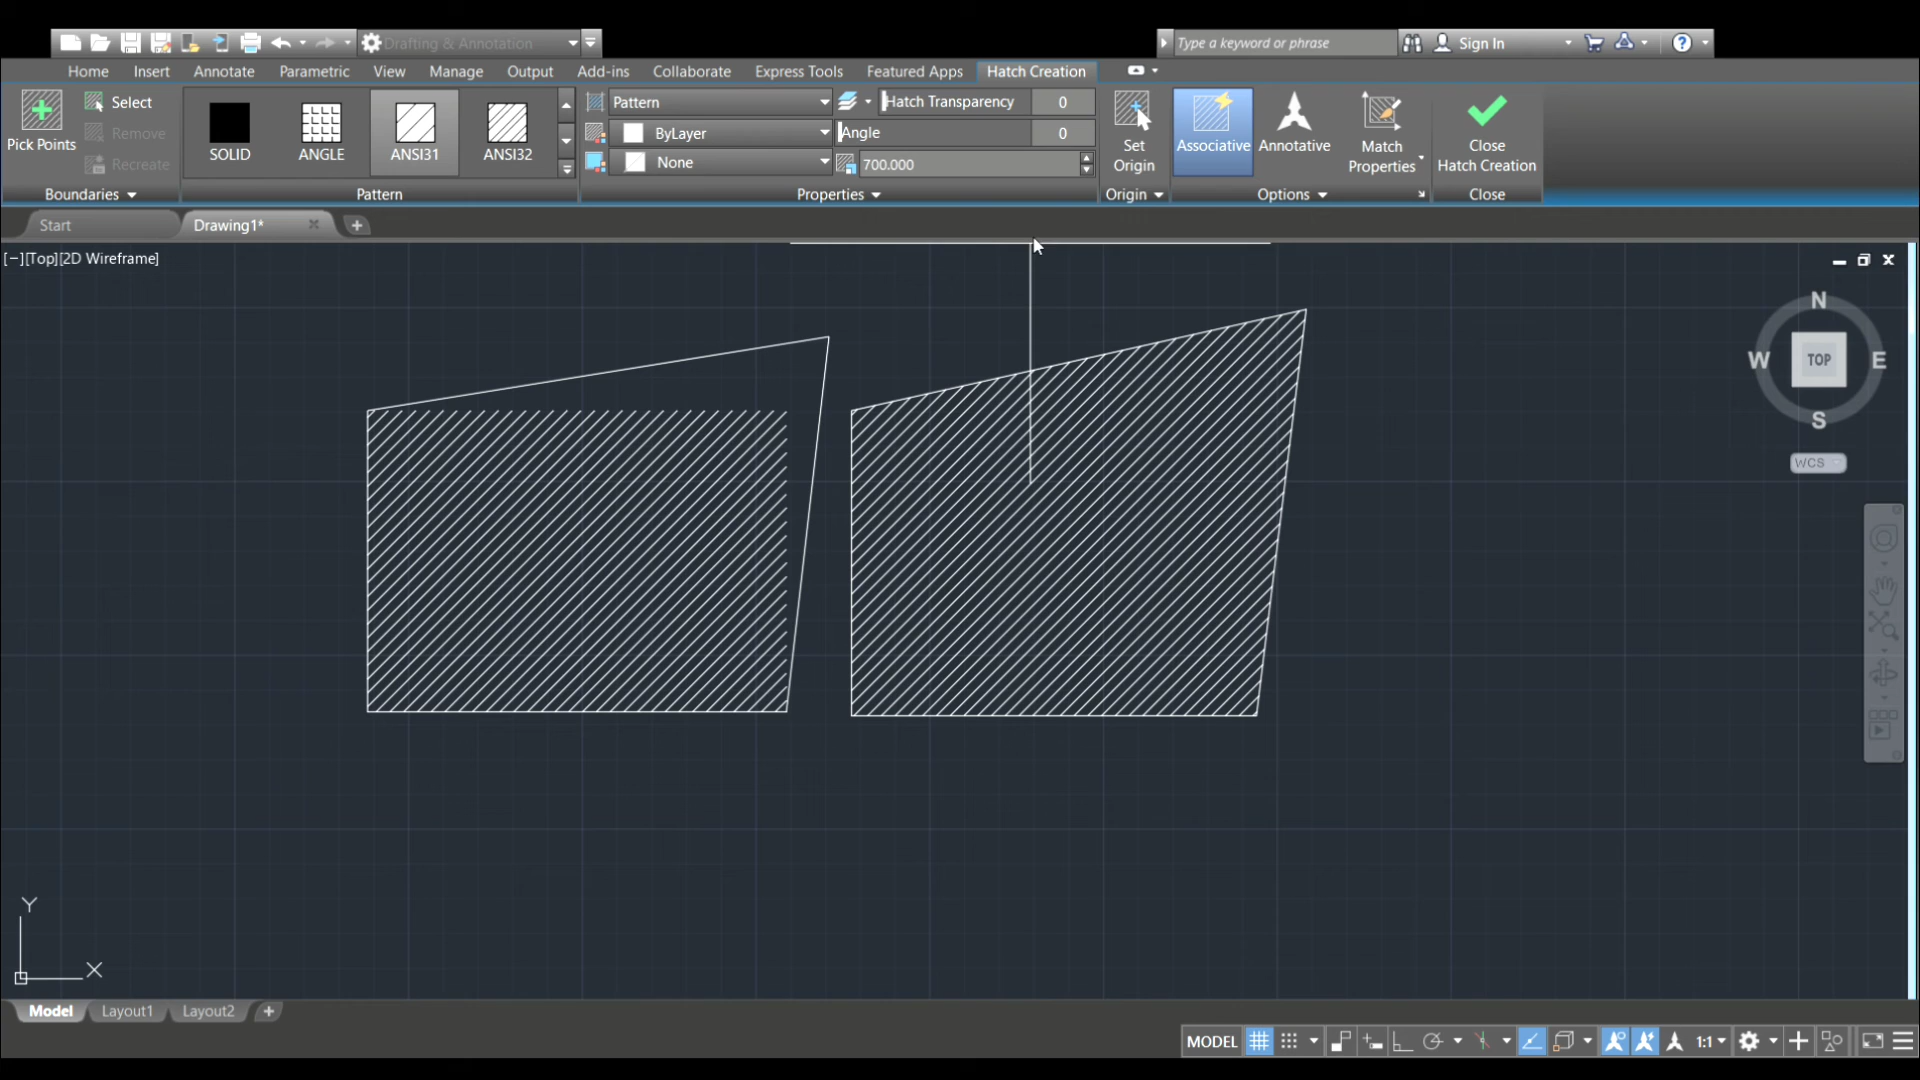 Drafting & Annotation
Type a keyword or phrase
Sign In
Home Insert Annotate Parametric View Manage Output Add-ins Collaborate Express Tools Featured Apps Hatch Creation
Pick Points
Select
Remove
Recreate
Boundaries
SOLID
ANGLE
ANSI31
ANSI32
Pattern
Pattern
ByLayer
None
Hatch Transparency 0
Angle 0
700.000
Properties
Set
Origin
Origin
Associative
Annotative
Match
Properties
Options
Close
Hatch Creation
Close
Start
Drawing1*
[−][Top][2D Wireframe]
N
W
TOP
E
S
WCS
Y
X
Model Layout1 Layout2
MODEL
1:1